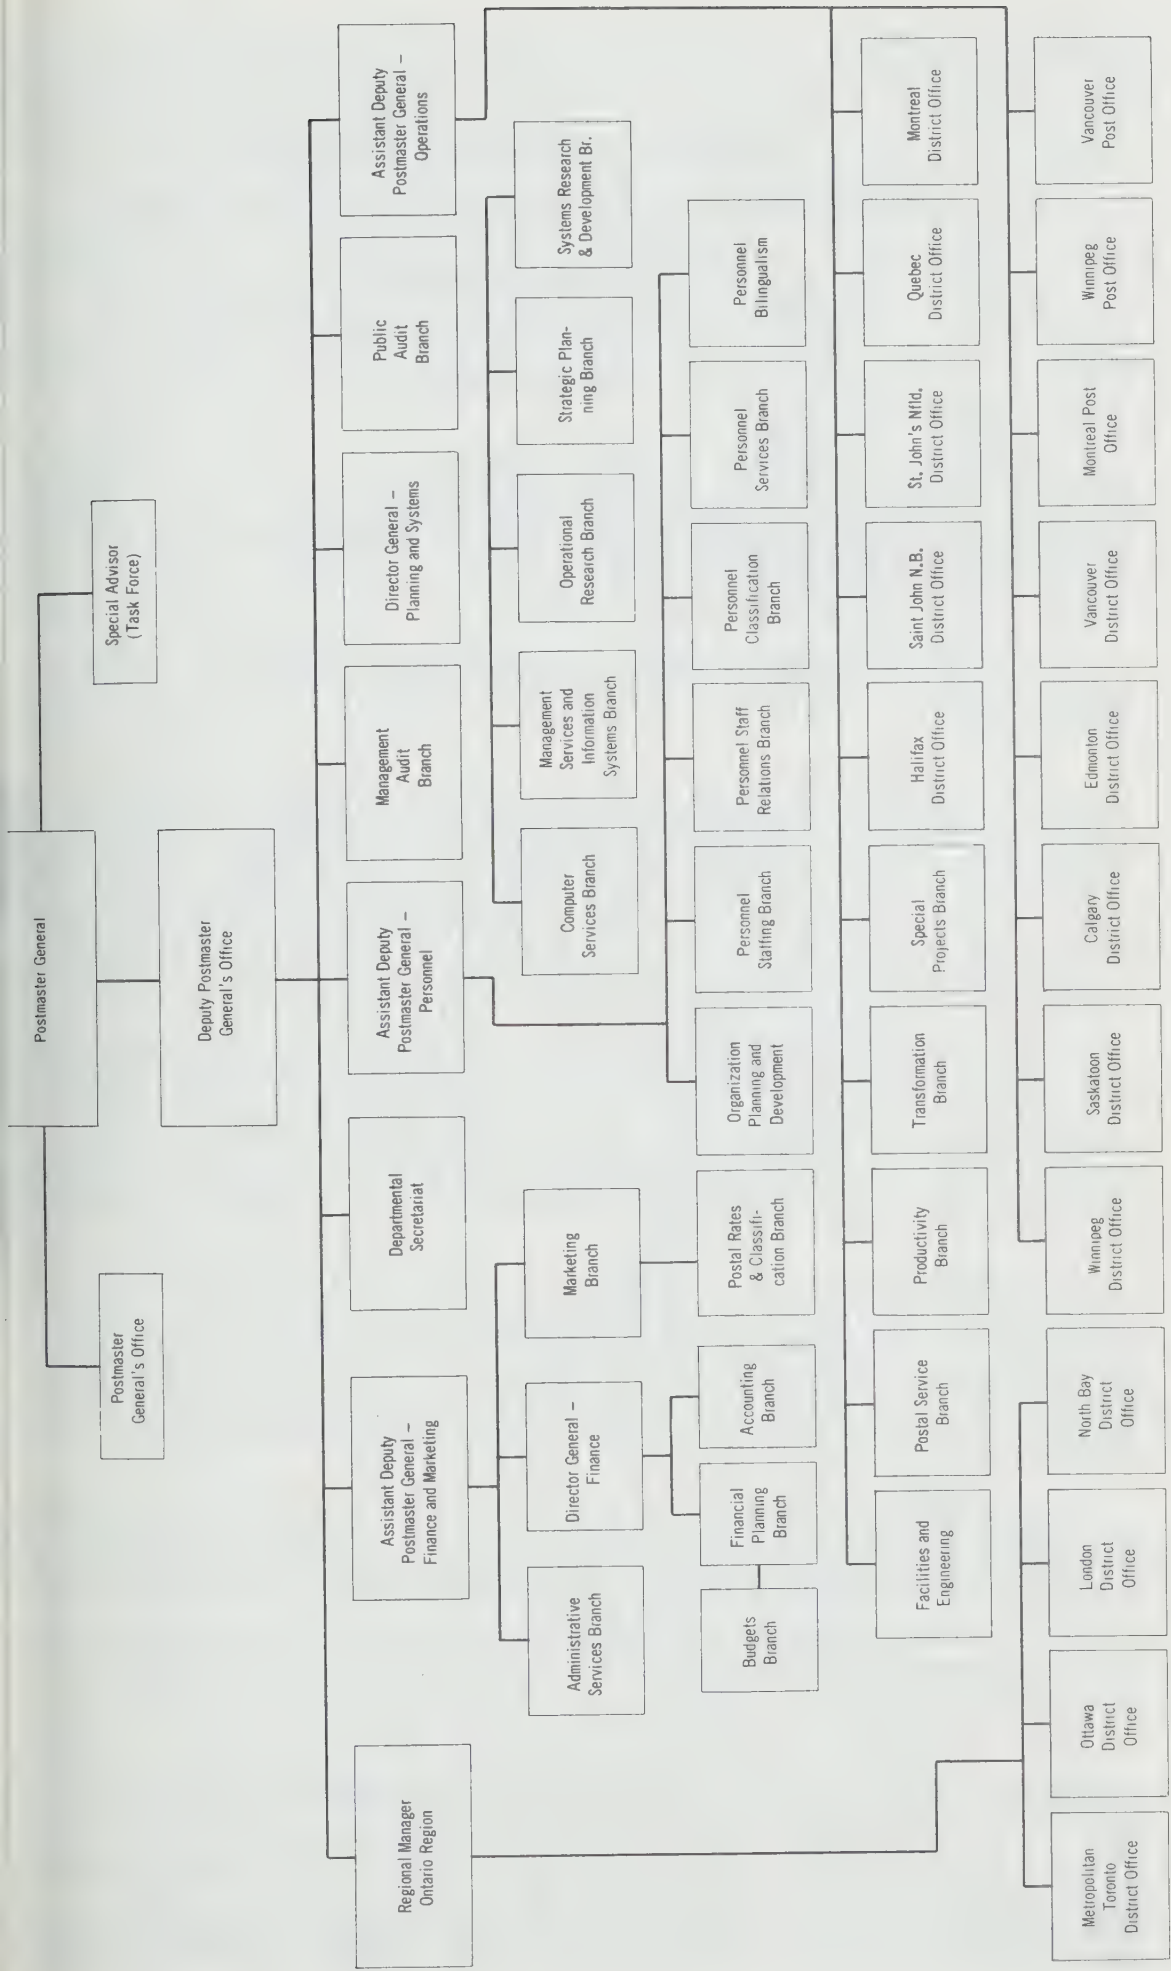 Postmaster General
Postmaster
General's Office
Special Advisor
(Task Force)
Deputy Postmaster
General's Office
Regional Manager
Ontario Region
Assistant Deputy
Postmaster General –
Finance and Marketing
Departmental
Secretariat
Assistant Deputy
Postmaster General –
Personnel
Management
Audit
Branch
Director General –
Planning and Systems
Public
Audit
Branch
Assistant Deputy
Postmaster General –
Operations
Administrative
Services Branch
Director General –
Finance
Marketing
Branch
Computer
Services Branch
Management
Services and
Information
Systems Branch
Operational
Research Branch
Strategic Plan-
ning Branch
Systems Research
& Development Br.
Budgets
Branch
Financial
Planning
Branch
Accounting
Branch
Postal Rates
& Classifi-
cation Branch
Organization
Planning and
Development
Personnel
Staffing Branch
Personnel Staff
Relations Branch
Personnel
Classification
Branch
Personnel
Services Branch
Personnel
Bilingualism
Facilities and
Engineering
Postal Service
Branch
Productivity
Branch
Transformation
Branch
Special
Projects Branch
Halifax
District Office
Saint John N.B.
District Office
St. John's Nfld.
District Office
Quebec
District Office
Montreal
District Office
Metropolitan
Toronto
District Office
Ottawa
District
Office
London
District
Office
North Bay
District
Office
Winnipeg
District Office
Saskatoon
District Office
Calgary
District Office
Edmonton
District Office
Vancouver
District Office
Montreal Post
Office
Winnipeg
Post Office
Vancouver
Post Office